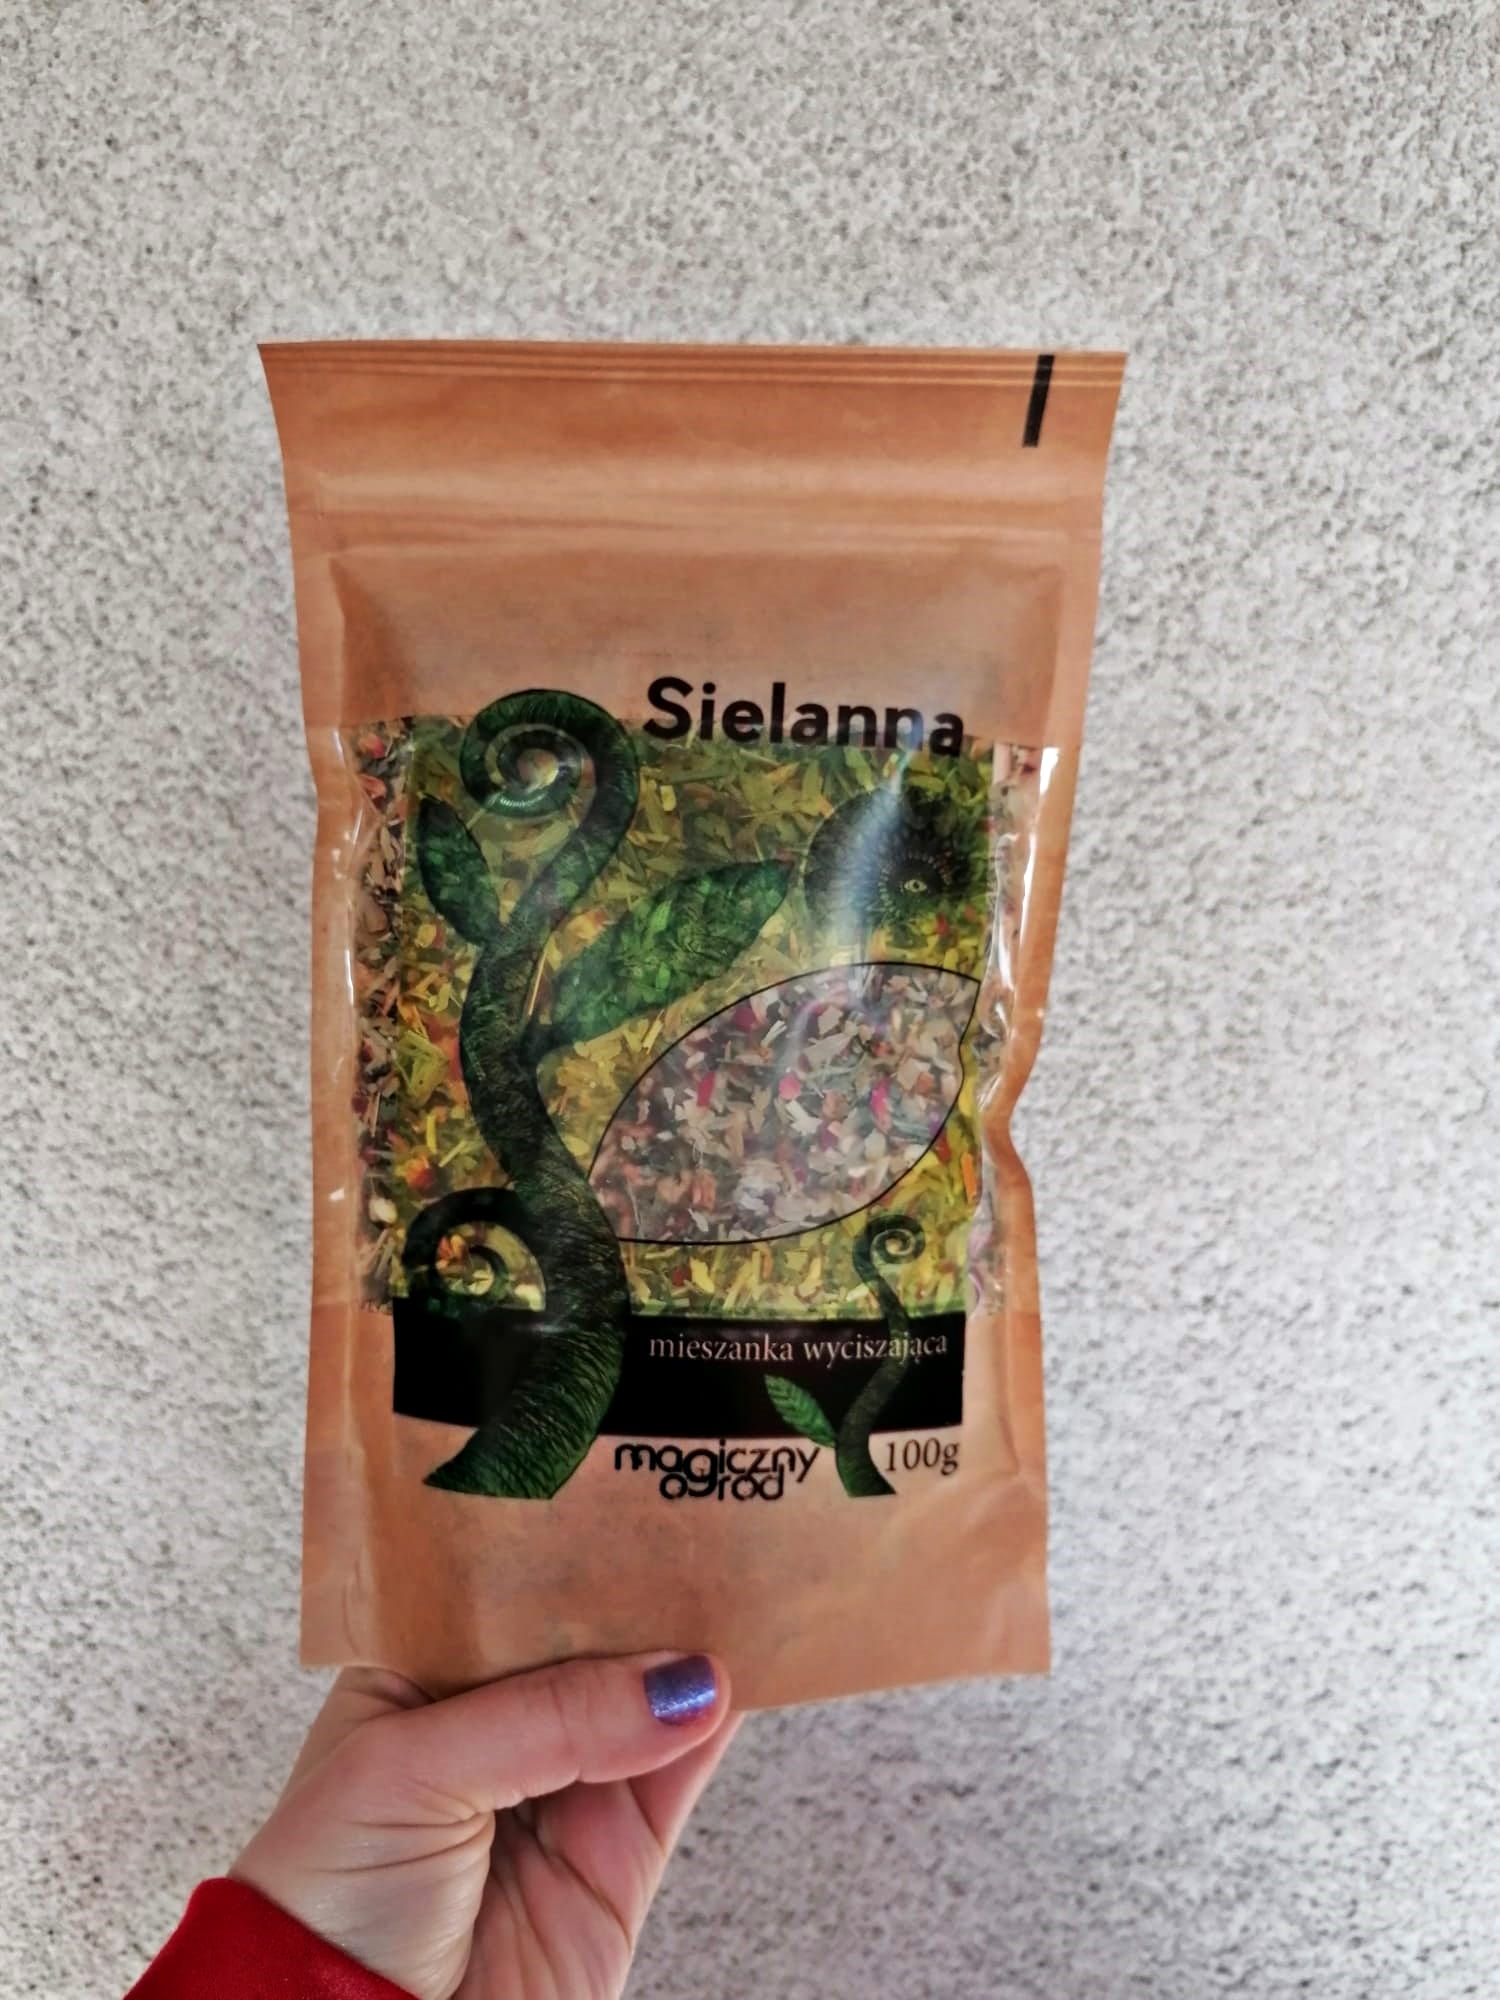 Sielanna
mieszanka wyciszająca
magiczny
ogród
100g